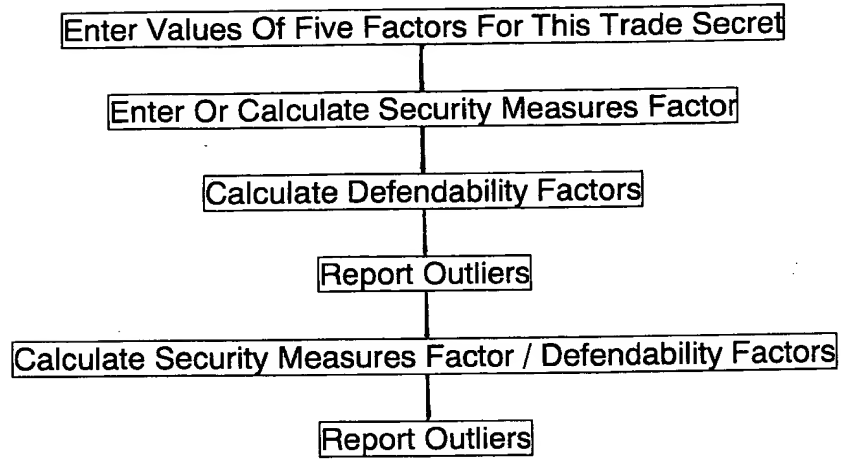 Enter Values Of Five Factors For This Trade Secret
Enter Or Calculate Security Measures Factor
Calculate Defendability Factors
Report Outliers
Calculate Security Measures Factor / Defendability Factors
Report Outliers